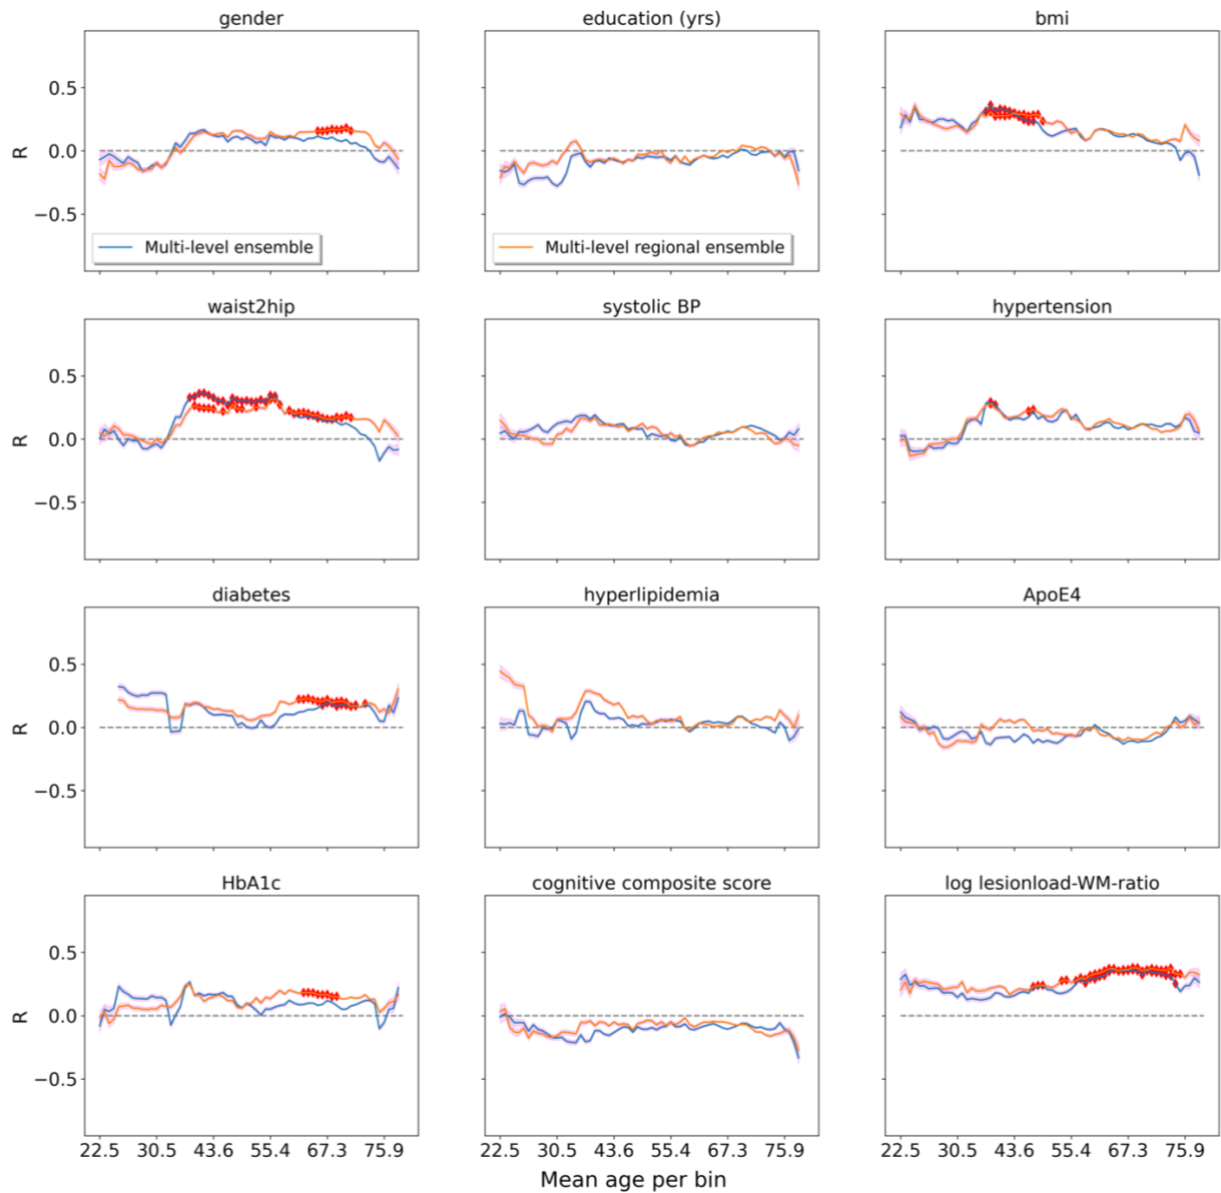 gender education (yrs) bmi
0.5
R 0.0
−0.5
Multi-level ensemble Multi-level regional ensemble
waist2hip systolic BP hypertension
0.5
R 0.0
−0.5
diabetes hyperlipidemia ApoE4
0.5
R 0.0
−0.5
HbA1c cognitive composite score log lesionload-WM-ratio
0.5
R 0.0
−0.5
22.5 30.5 43.6 55.4 67.3 75.9 22.5 30.5 43.6 55.4 67.3 75.9 22.5 30.5 43.6 55.4 67.3 75.9
Mean age per bin